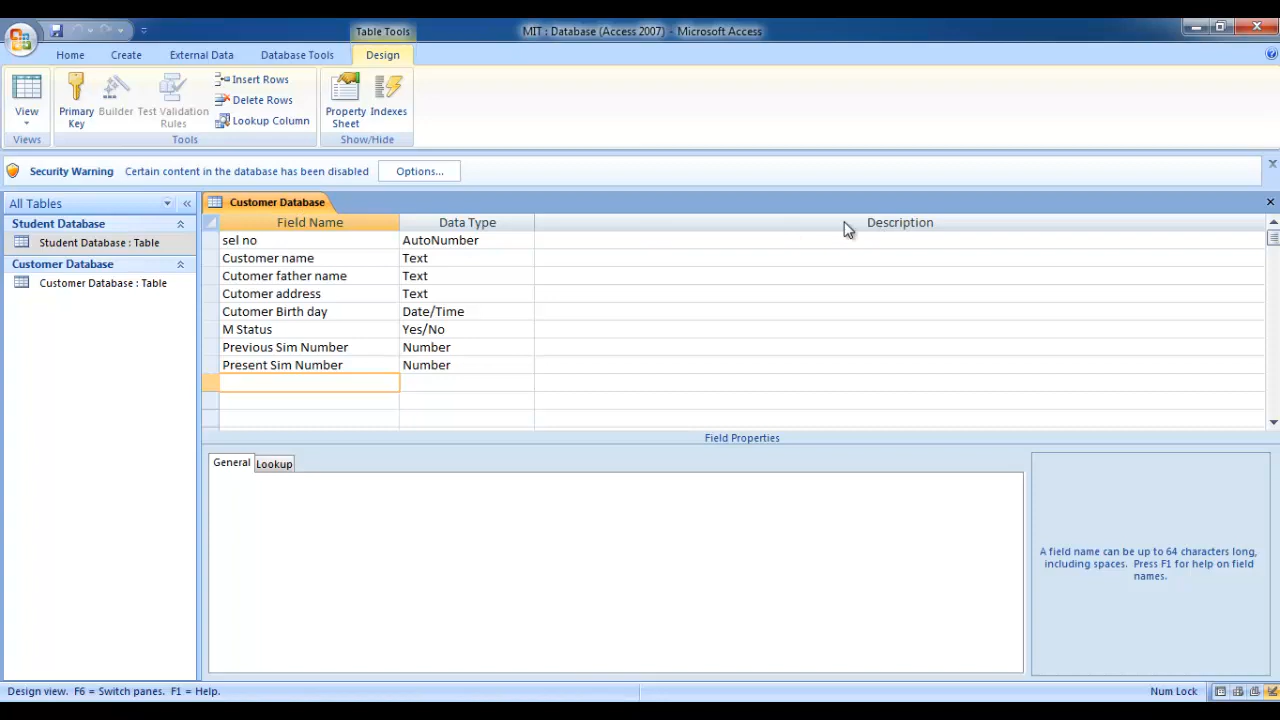 Table Tools
MIT : Database (Access 2007) - Microsoft Access
Home Create External Data Database Tools Design
View
Primary Key
Builder
Test Validation Rules
Insert Rows
Delete Rows
Lookup Column
Property Sheet
Indexes
Views Tools Show/Hide
Security Warning Certain content in the database has been disabled Options...
All Tables
Student Database
Student Database : Table
Customer Database
Customer Database : Table
Customer Database
Field Name Data Type Description
sel no AutoNumber
Customer name Text
Cutomer father name Text
Cutomer address Text
Cutomer Birth day Date/Time
M Status Yes/No
Previous Sim Number Number
Present Sim Number Number
Field Properties
General Lookup
A field name can be up to 64 characters long,
including spaces. Press F1 for help on field
names.
Design view. F6 = Switch panes. F1 = Help.
Num Lock